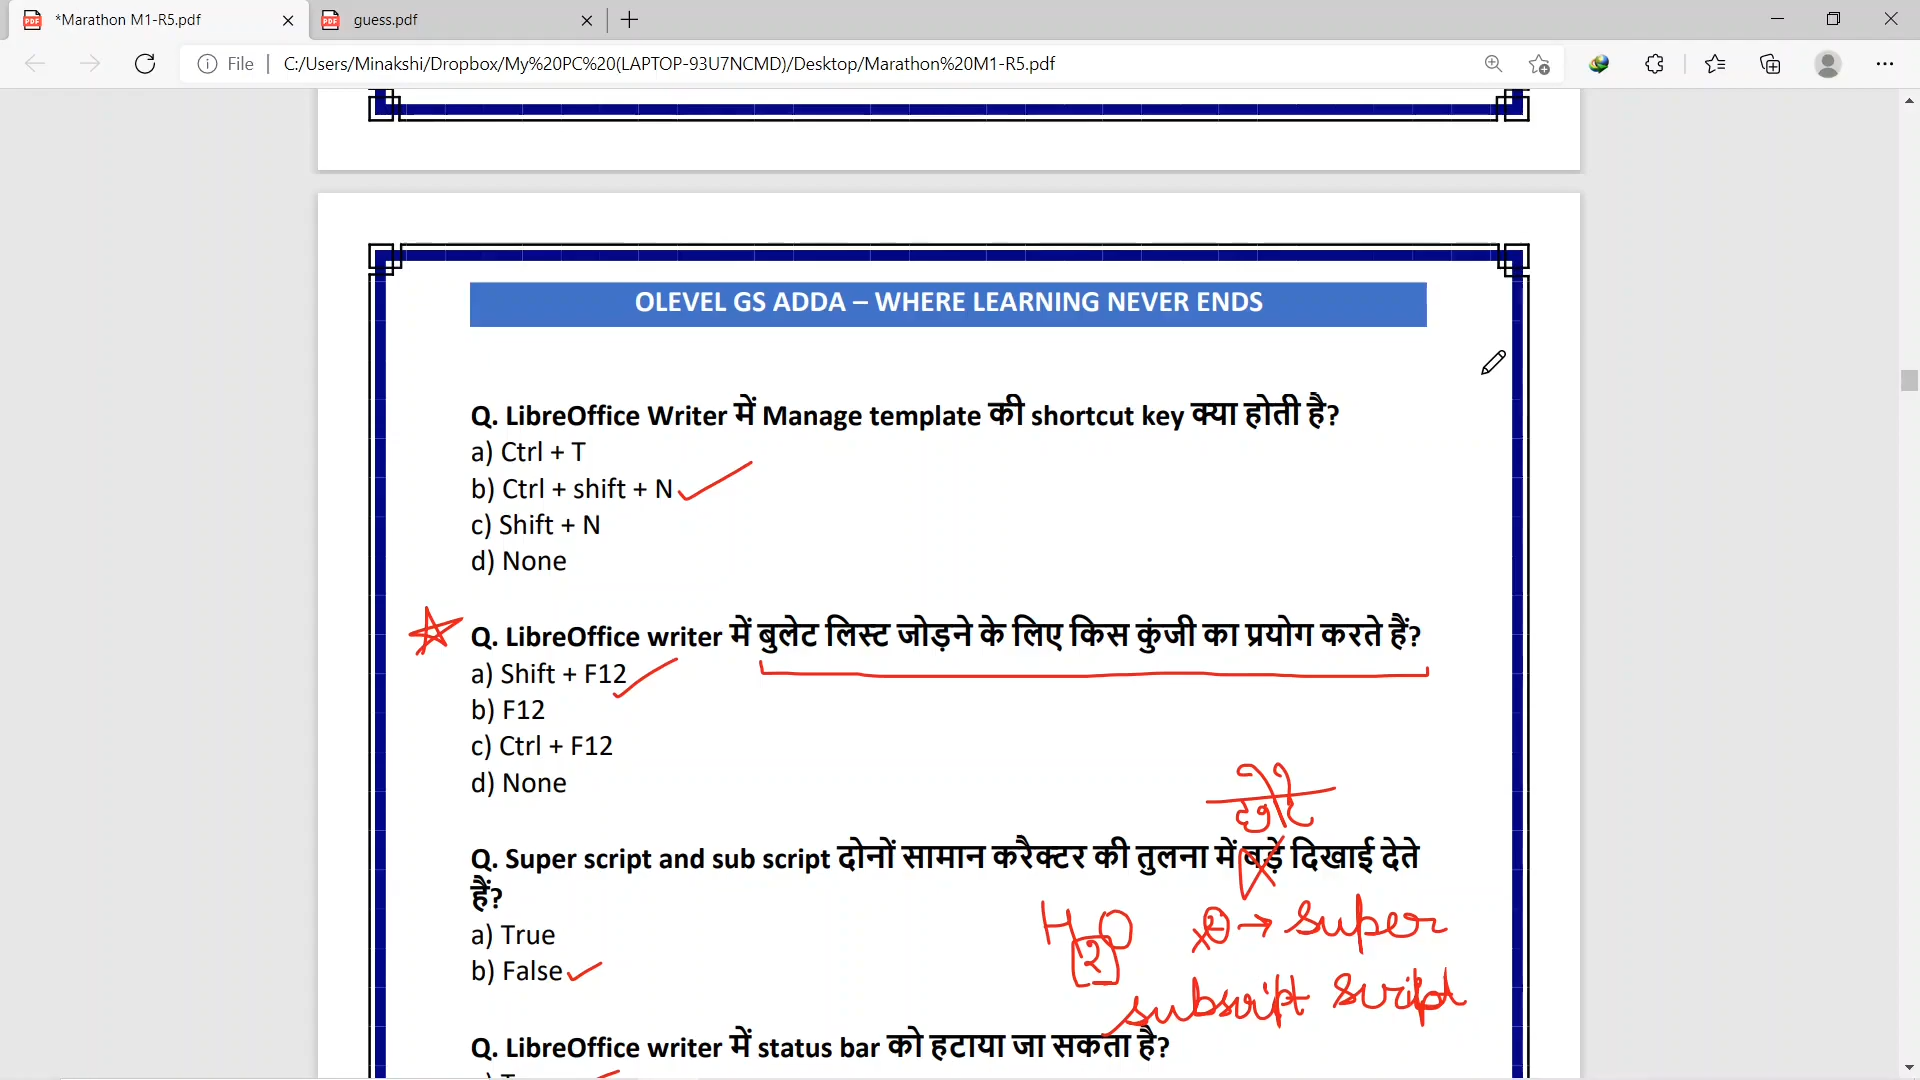 *Marathon M1-R5.pdf
guess.pdf
File
C:/Users/Minakshi/Dropbox/My%20PC%20(LAPTOP-93U7NCMD)/Desktop/Marathon%20M1-R5.pdf
OLEVEL GS ADDA – WHERE LEARNING NEVER ENDS
Q. LibreOffice Writer में Manage template की shortcut key क्या होती है?
a) Ctrl + T
b) Ctrl + shift + N
c) Shift + N
d) None
Q. LibreOffice writer में बुलेट लिस्ट जोड़ने के लिए किस कुंजी का प्रयोग करते हैं?
a) Shift + F12
b) F12
c) Ctrl + F12
d) None
Q. Super script and sub script दोनों सामान करैक्टर की तुलना में बड़े दिखाई देते
हैं?
a) True
b) False
H2O x2 → Super
subscript Script
Q. LibreOffice writer में status bar को हटाया जा सकता है?